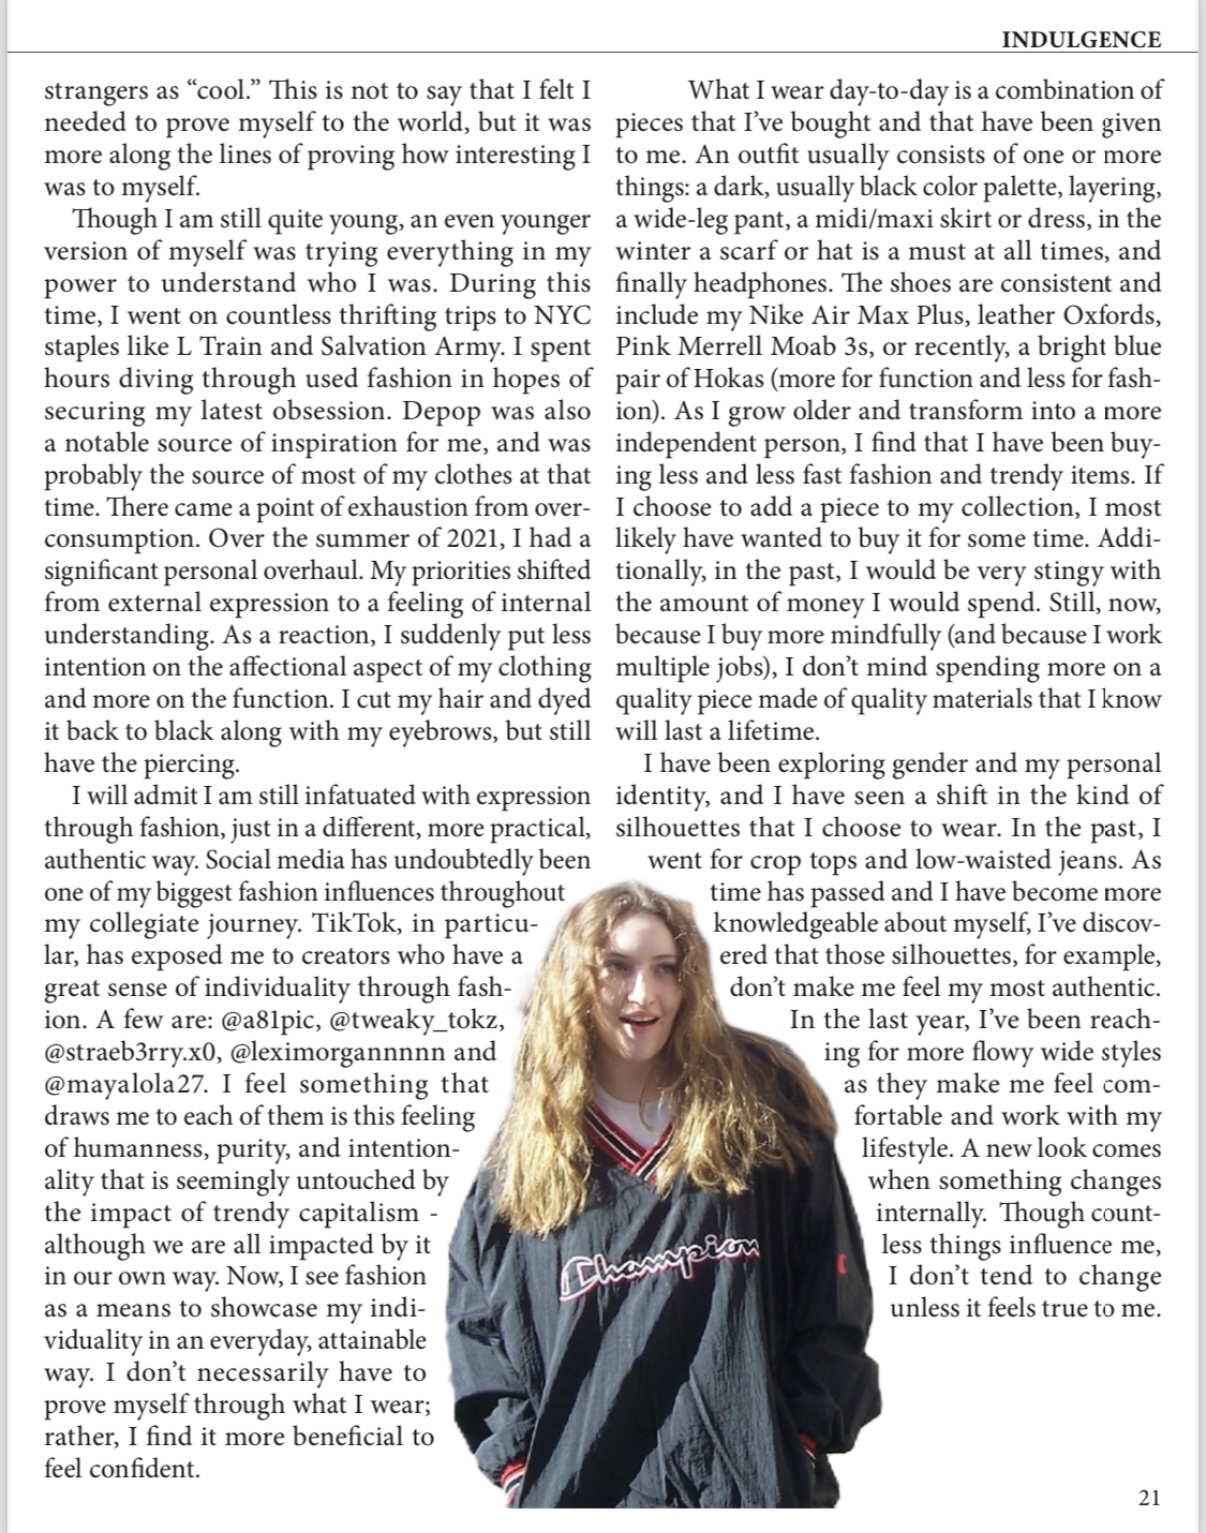 INDULGENCE
strangers as “cool.” This is not to say that I felt I
needed to prove myself to the world, but it was
more along the lines of proving how interesting I
was to myself.
Though I am still quite young, an even younger
version of myself was trying everything in my
power to understand who I was. During this
time, I went on countless thrifting trips to NYC
staples like L Train and Salvation Army. I spent
hours diving through used fashion in hopes of
securing my latest obsession. Depop was also
a notable source of inspiration for me, and was
probably the source of most of my clothes at that
time. There came a point of exhaustion from over-
consumption. Over the summer of 2021, I had a
significant personal overhaul. My priorities shifted
from external expression to a feeling of internal
understanding. As a reaction, I suddenly put less
intention on the affectional aspect of my clothing
and more on the function. I cut my hair and dyed
it back to black along with my eyebrows, but still
have the piercing.
I will admit I am still infatuated with expression
through fashion, just in a different, more practical,
authentic way. Social media has undoubtedly been
one of my biggest fashion influences throughout
my collegiate journey. TikTok, in particu-
lar, has exposed me to creators who have a
great sense of individuality through fash-
ion. A few are: @a81pic, @tweaky_tokz,
@straeb3rry.x0, @leximorgannnnn and
@mayalola27. I feel something that
draws me to each of them is this feeling
of humanness, purity, and intention-
ality that is seemingly untouched by
the impact of trendy capitalism -
although we are all impacted by it
in our own way. Now, I see fashion
as a means to showcase my indi-
viduality in an everyday, attainable
way. I don’t necessarily have to
prove myself through what I wear;
rather, I find it more beneficial to
feel confident.
What I wear day-to-day is a combination of
pieces that I’ve bought and that have been given
to me. An outfit usually consists of one or more
things: a dark, usually black color palette, layering,
a wide-leg pant, a midi/maxi skirt or dress, in the
winter a scarf or hat is a must at all times, and
finally headphones. The shoes are consistent and
include my Nike Air Max Plus, leather Oxfords,
Pink Merrell Moab 3s, or recently, a bright blue
pair of Hokas (more for function and less for fash-
ion). As I grow older and transform into a more
independent person, I find that I have been buy-
ing less and less fast fashion and trendy items. If
I choose to add a piece to my collection, I most
likely have wanted to buy it for some time. Addi-
tionally, in the past, I would be very stingy with
the amount of money I would spend. Still, now,
because I buy more mindfully (and because I work
multiple jobs), I don’t mind spending more on a
quality piece made of quality materials that I know
will last a lifetime.
I have been exploring gender and my personal
identity, and I have seen a shift in the kind of
silhouettes that I choose to wear. In the past, I
went for crop tops and low-waisted jeans. As
time has passed and I have become more
knowledgeable about myself, I’ve discov-
ered that those silhouettes, for example,
don’t make me feel my most authentic.
In the last year, I’ve been reach-
ing for more flowy wide styles
as they make me feel com-
fortable and work with my
lifestyle. A new look comes
when something changes
internally. Though count-
less things influence me,
I don’t tend to change
unless it feels true to me.
Champion
21